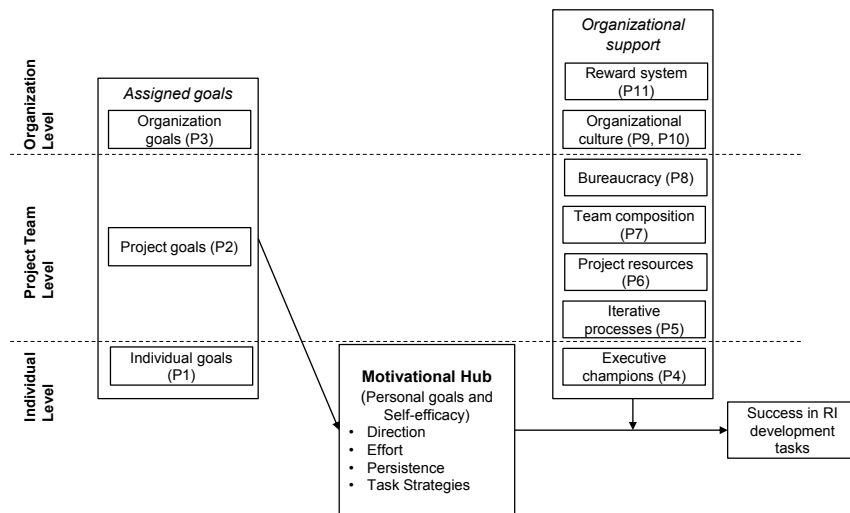 Organization
Level
Project Team
Level
Individual
Level
Assigned goals
Organization
goals (P3)
Project goals (P2)
Individual goals
(P1)
Motivational Hub
(Personal goals and
Self-efficacy)
• Direction
• Effort
• Persistence
• Task Strategies
Organizational
support
Reward system
(P11)
Organizational
culture (P9, P10)
Bureaucracy (P8)
Team composition
(P7)
Project resources
(P6)
Iterative
processes (P5)
Executive
champions (P4)
Success in RI
development
tasks